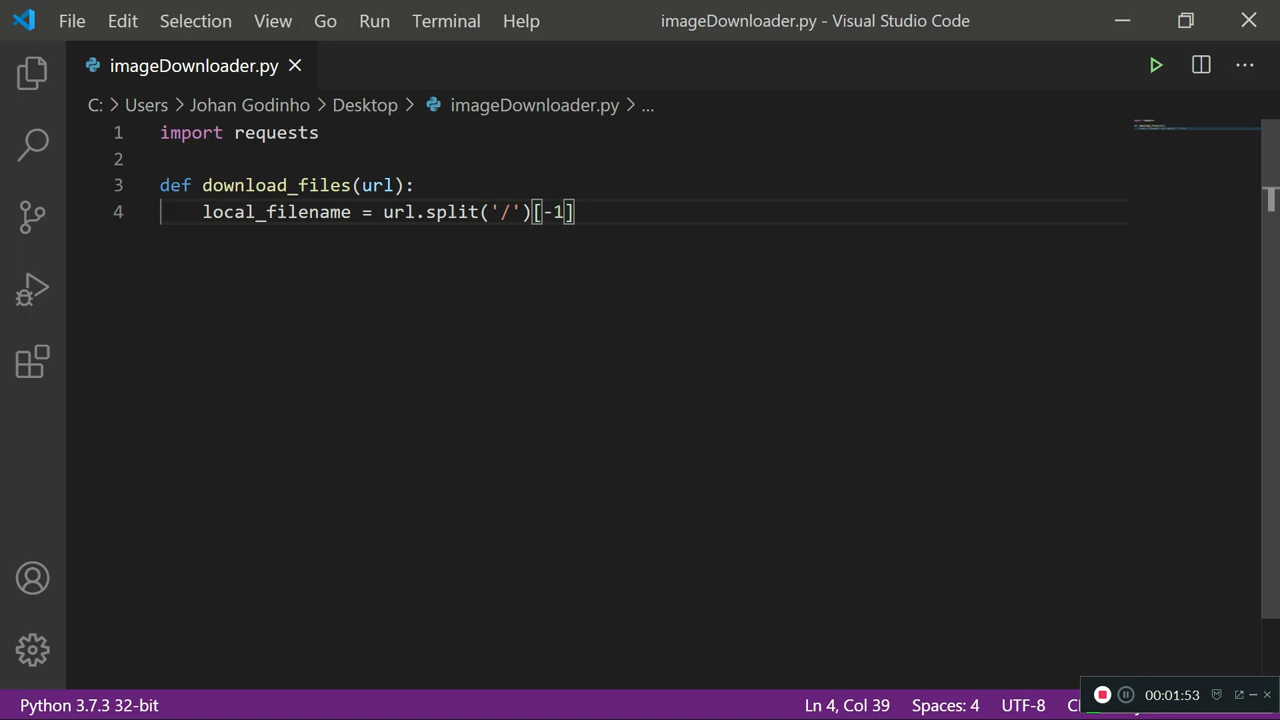 File Edit Selection View Go Run Terminal Help imageDownloader.py - Visual Studio Code
imageDownloader.py
C: > Users > Johan Godinho > Desktop > imageDownloader.py > ...
1 import requests
2
3 def download_files(url):
4 local_filename = url.split('/')[-1]
Python 3.7.3 32-bit Ln 4, Col 39 Spaces: 4 UTF-8
00:01:53